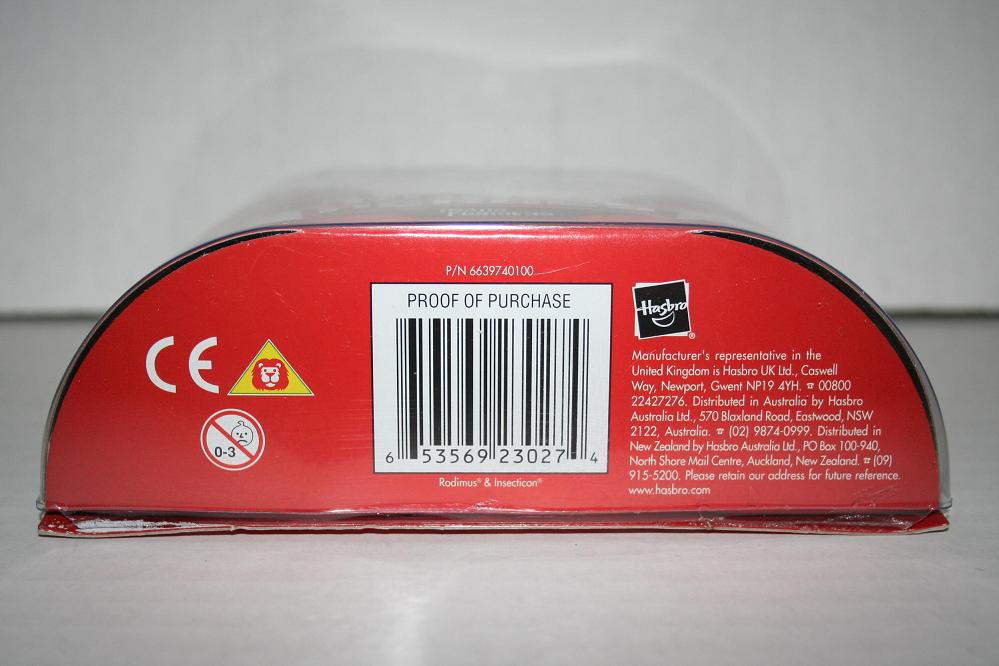 P/N 6639740100
PROOF OF PURCHASE
6 53569 23027 4
Rodimus® & Insecticon®
CE
0-3
Hasbro®
Manufacturer's representative in the
United Kingdom is Hasbro UK Ltd., Caswell
Way, Newport, Gwent NP19 4YH. ☎ 00800
22427276. Distributed in Australia by Hasbro
Australia Ltd., 570 Blaxland Road, Eastwood, NSW
2122, Australia. ☎ (02) 9874-0999. Distributed in
New Zealand by Hasbro Australia Ltd., PO Box 100-940,
North Shore Mail Centre, Auckland, New Zealand. ☎ (09)
915-5200. Please retain our address for future reference.
www.hasbro.com